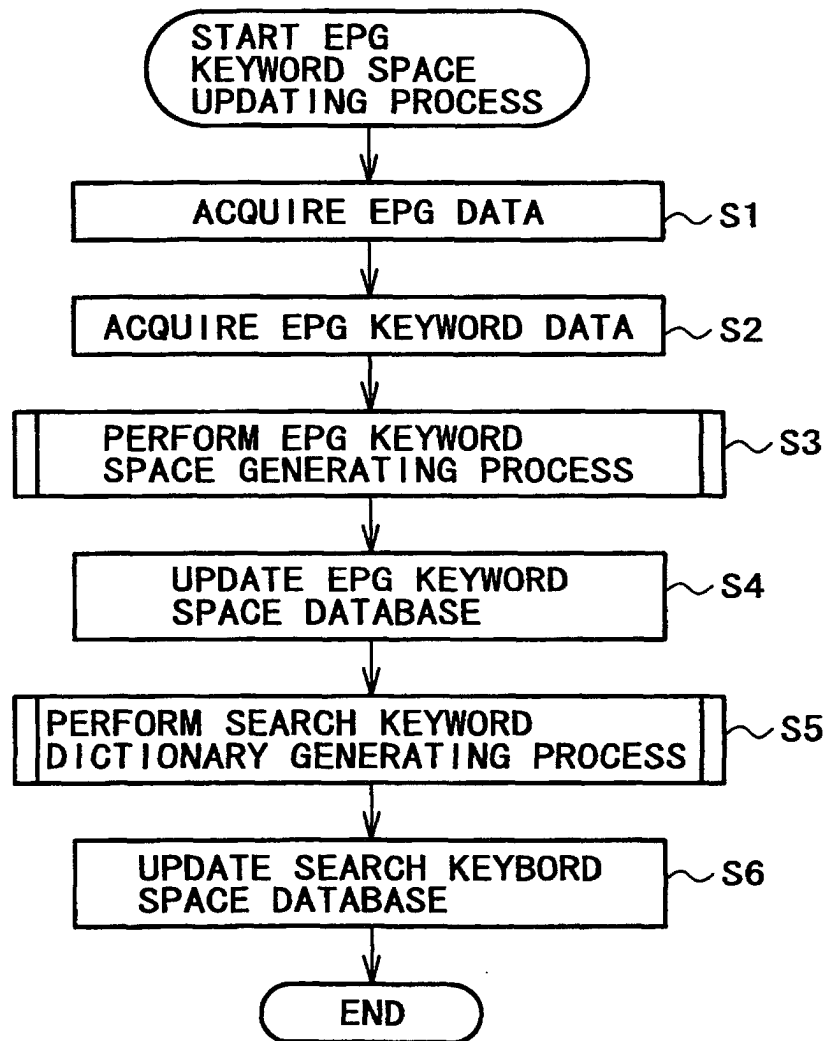 START EPG
KEYWORD SPACE
UPDATING PROCESS
ACQUIRE EPG DATA
S1
ACQUIRE EPG KEYWORD DATA
S2
PERFORM EPG KEYWORD
SPACE GENERATING PROCESS
S3
UPDATE EPG KEYWORD
SPACE DATABASE
S4
PERFORM SEARCH KEYWORD
DICTIONARY GENERATING PROCESS
S5
UPDATE SEARCH KEYBORD
SPACE DATABASE
S6
END